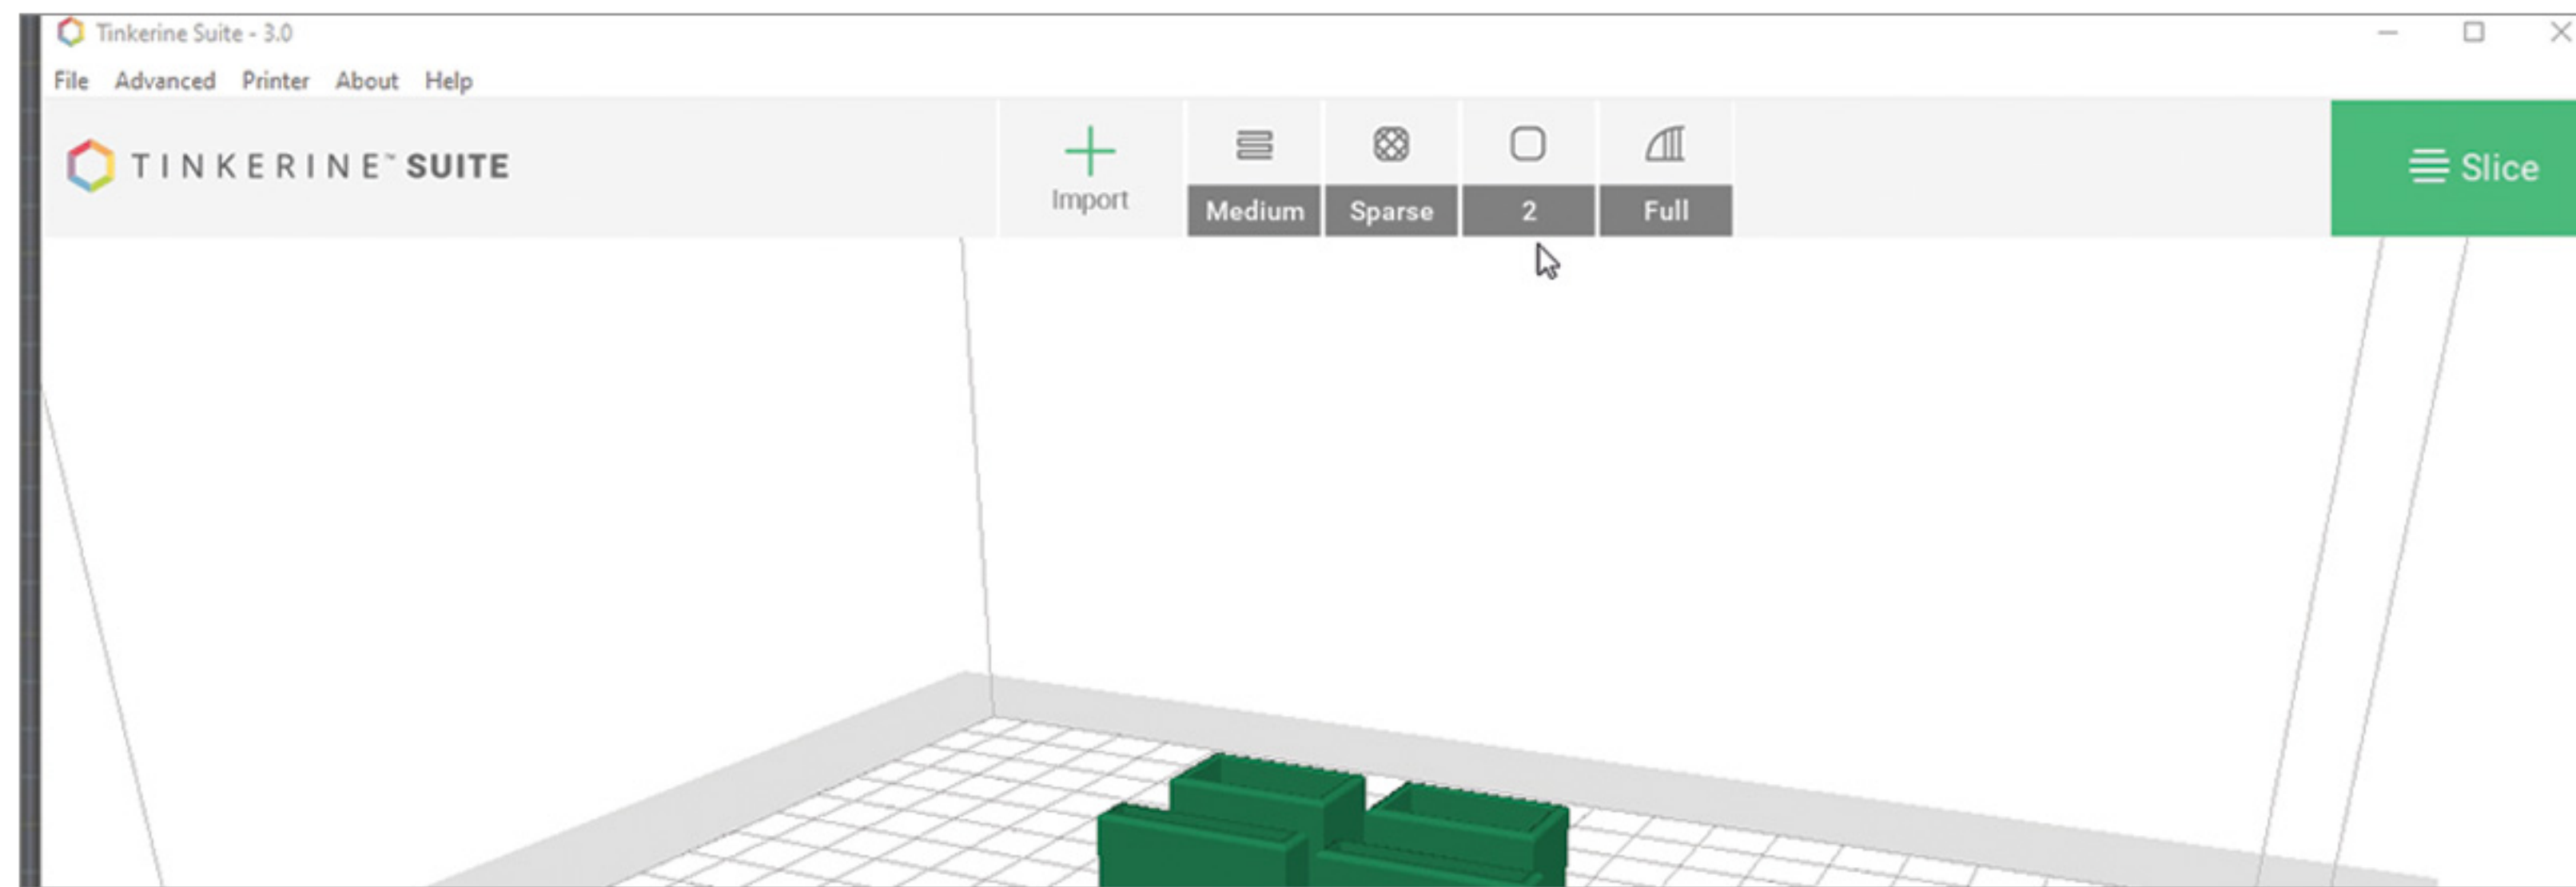 Tinkerine Suite - 3.0
File Advanced Printer About Help
TINKERINE™ SUITE
Import
Medium
Sparse
2
Full
Slice